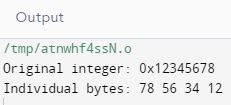 Output
/tmp/atnwhf4ssN.o
Original integer: 0x12345678
Individual bytes: 78 56 34 12